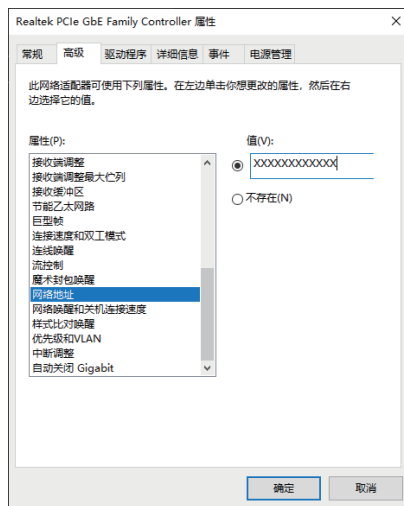 Realtek PCIe GbE Family Controller 属性
常规 高级 驱动程序 详细信息 事件 电源管理
此网络适配器可使用下列属性。在左边单击你想更改的属性，然后在右
边选择它的值。
属性(P):
值(V):
接收端调整
接收端调整最大伫列
接收缓冲区
节能乙太网路
巨型帧
连接速度和双工模式
连线唤醒
流控制
魔术封包唤醒
网络地址
网络唤醒和关机连接速度
样式比对唤醒
优先级和VLAN
中断调整
自动关闭 Gigabit
XXXXXXXXXXXX
不存在(N)
确定
取消